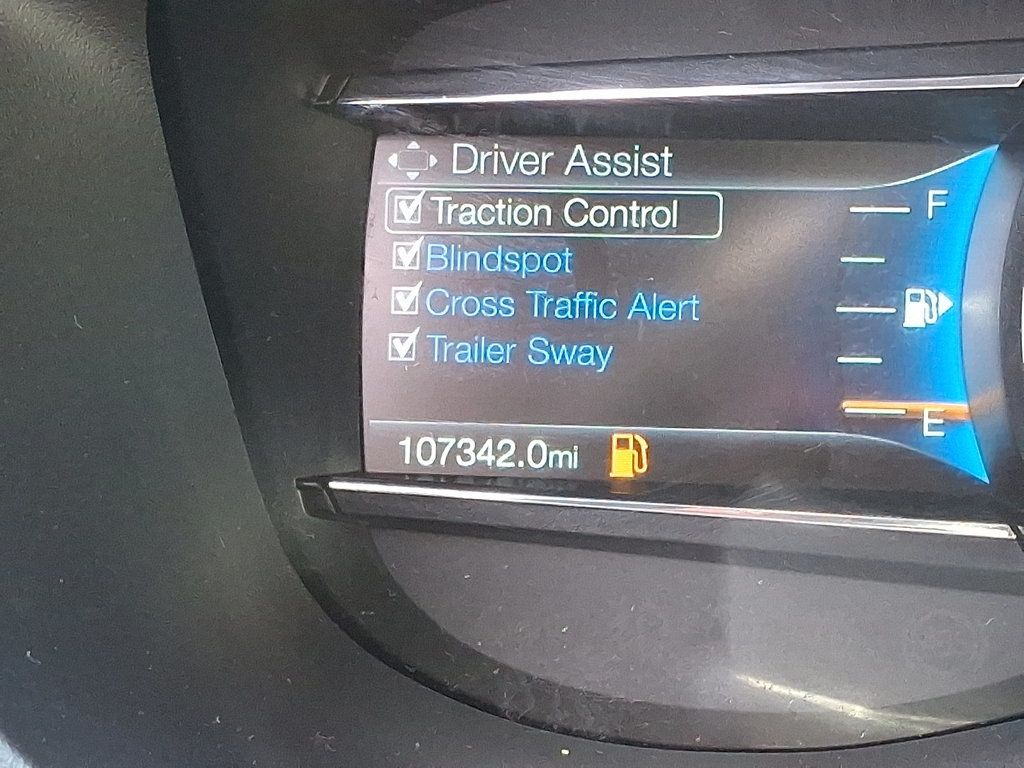 Driver Assist
Traction Control
Blindspot
Cross Traffic Alert
Trailer Sway
107342.0mi
F
E